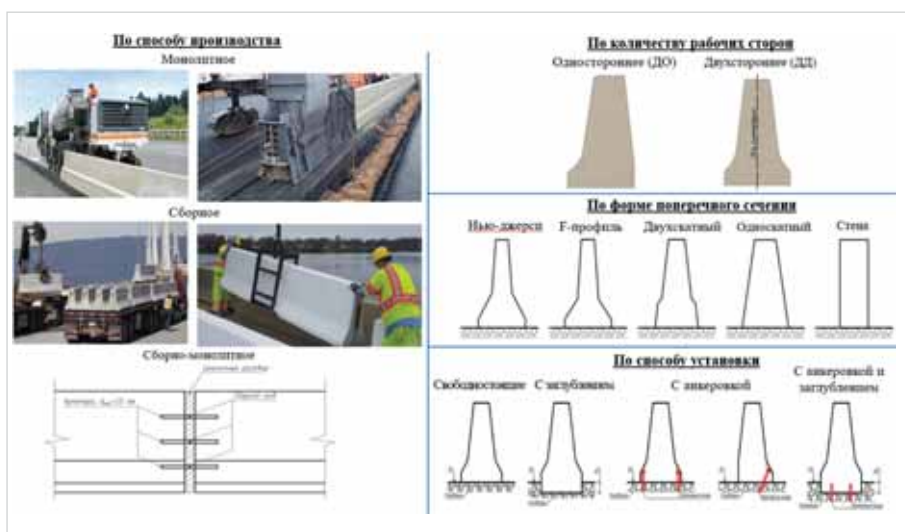 По способу производства
Монолитное
Сборное
Сборно-монолитное
По количеству рабочих сторон
Одностороннее (ДО)
Двухстороннее (ДД)
По форме поперечного сечения
Нью-джерси
F-профиль
Двухскатный
Односкатный
Стена
По способу установки
Свободностоящие
С заглублением
С анкеровкой
С анкеровкой и
заглублением